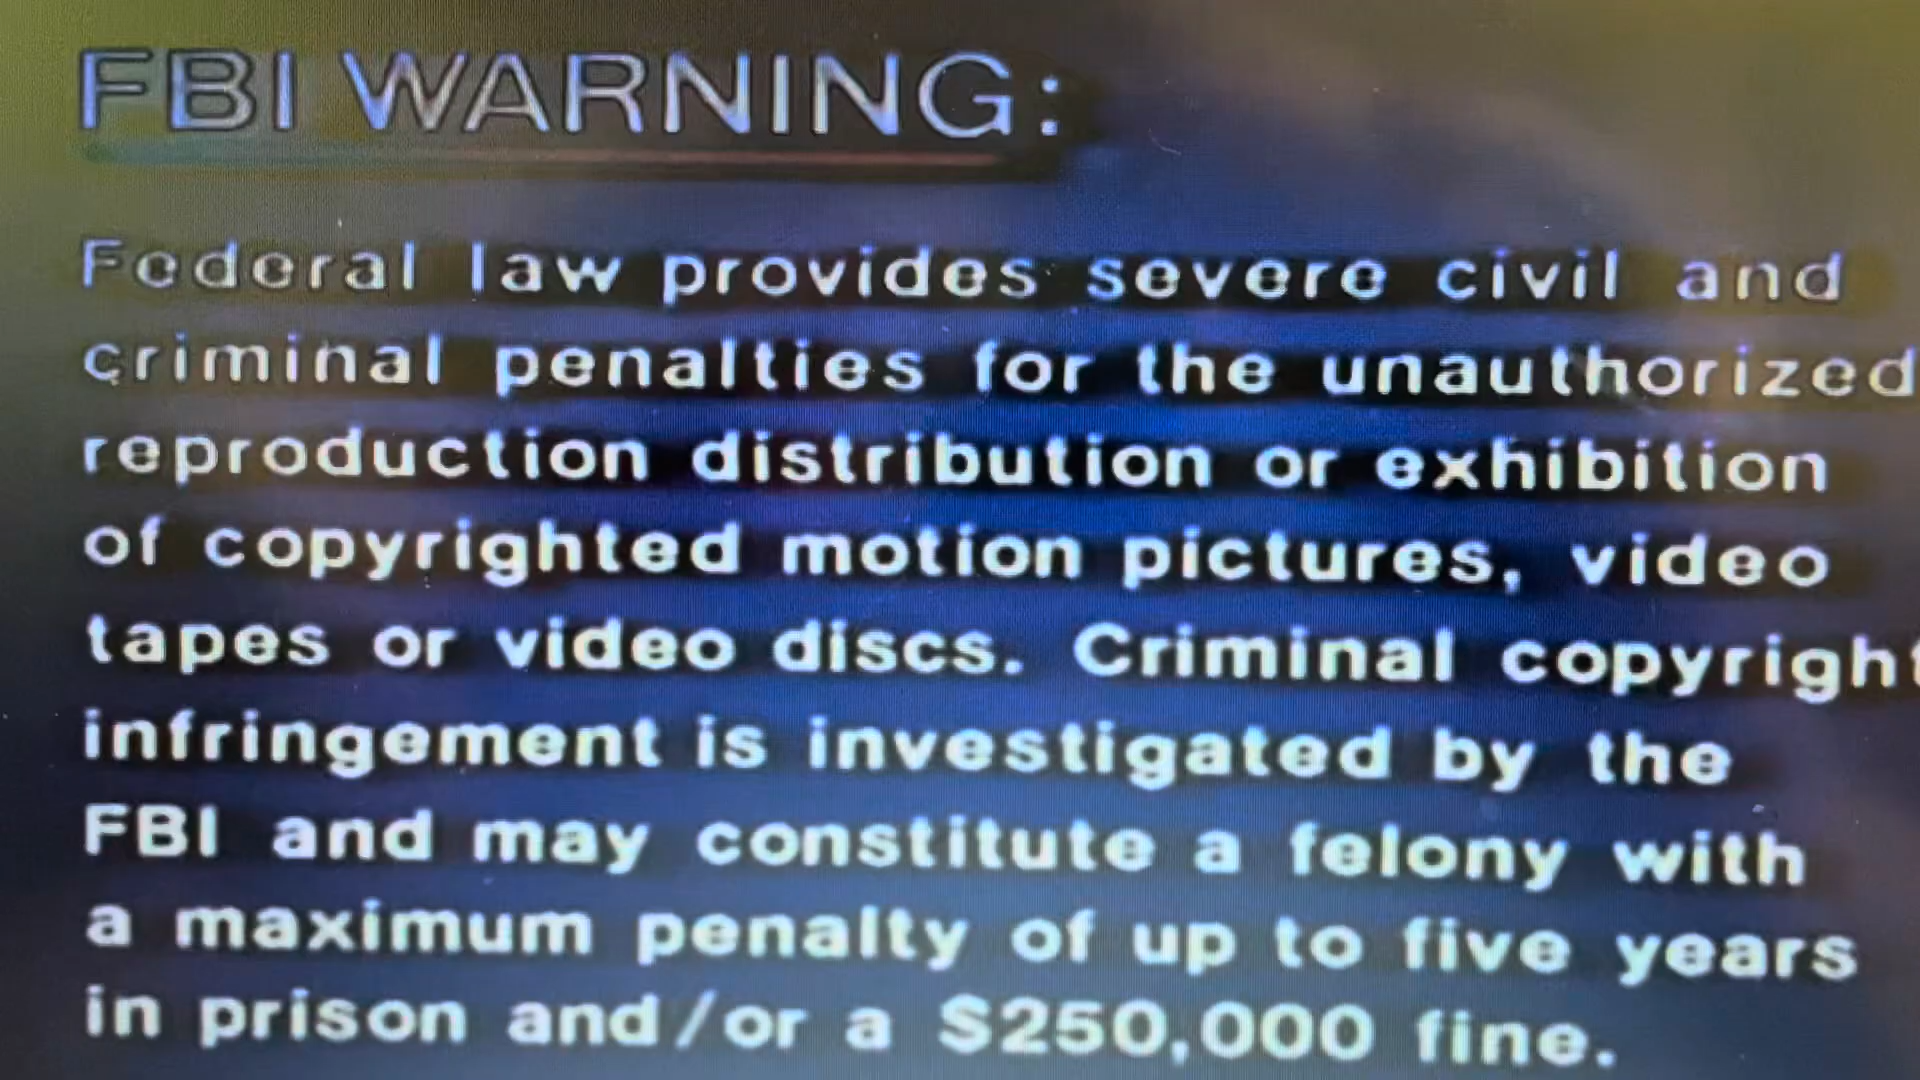 FBI WARNING:
Federal law provides severe civil and
criminal penalties for the unauthorized
reproduction distribution or exhibition
of copyrighted motion pictures, video
tapes or video discs. Criminal copyright
infringement is investigated by the
FBI and may constitute a felony with
a maximum penalty of up to five years
in prison and/or a $250,000 fine.